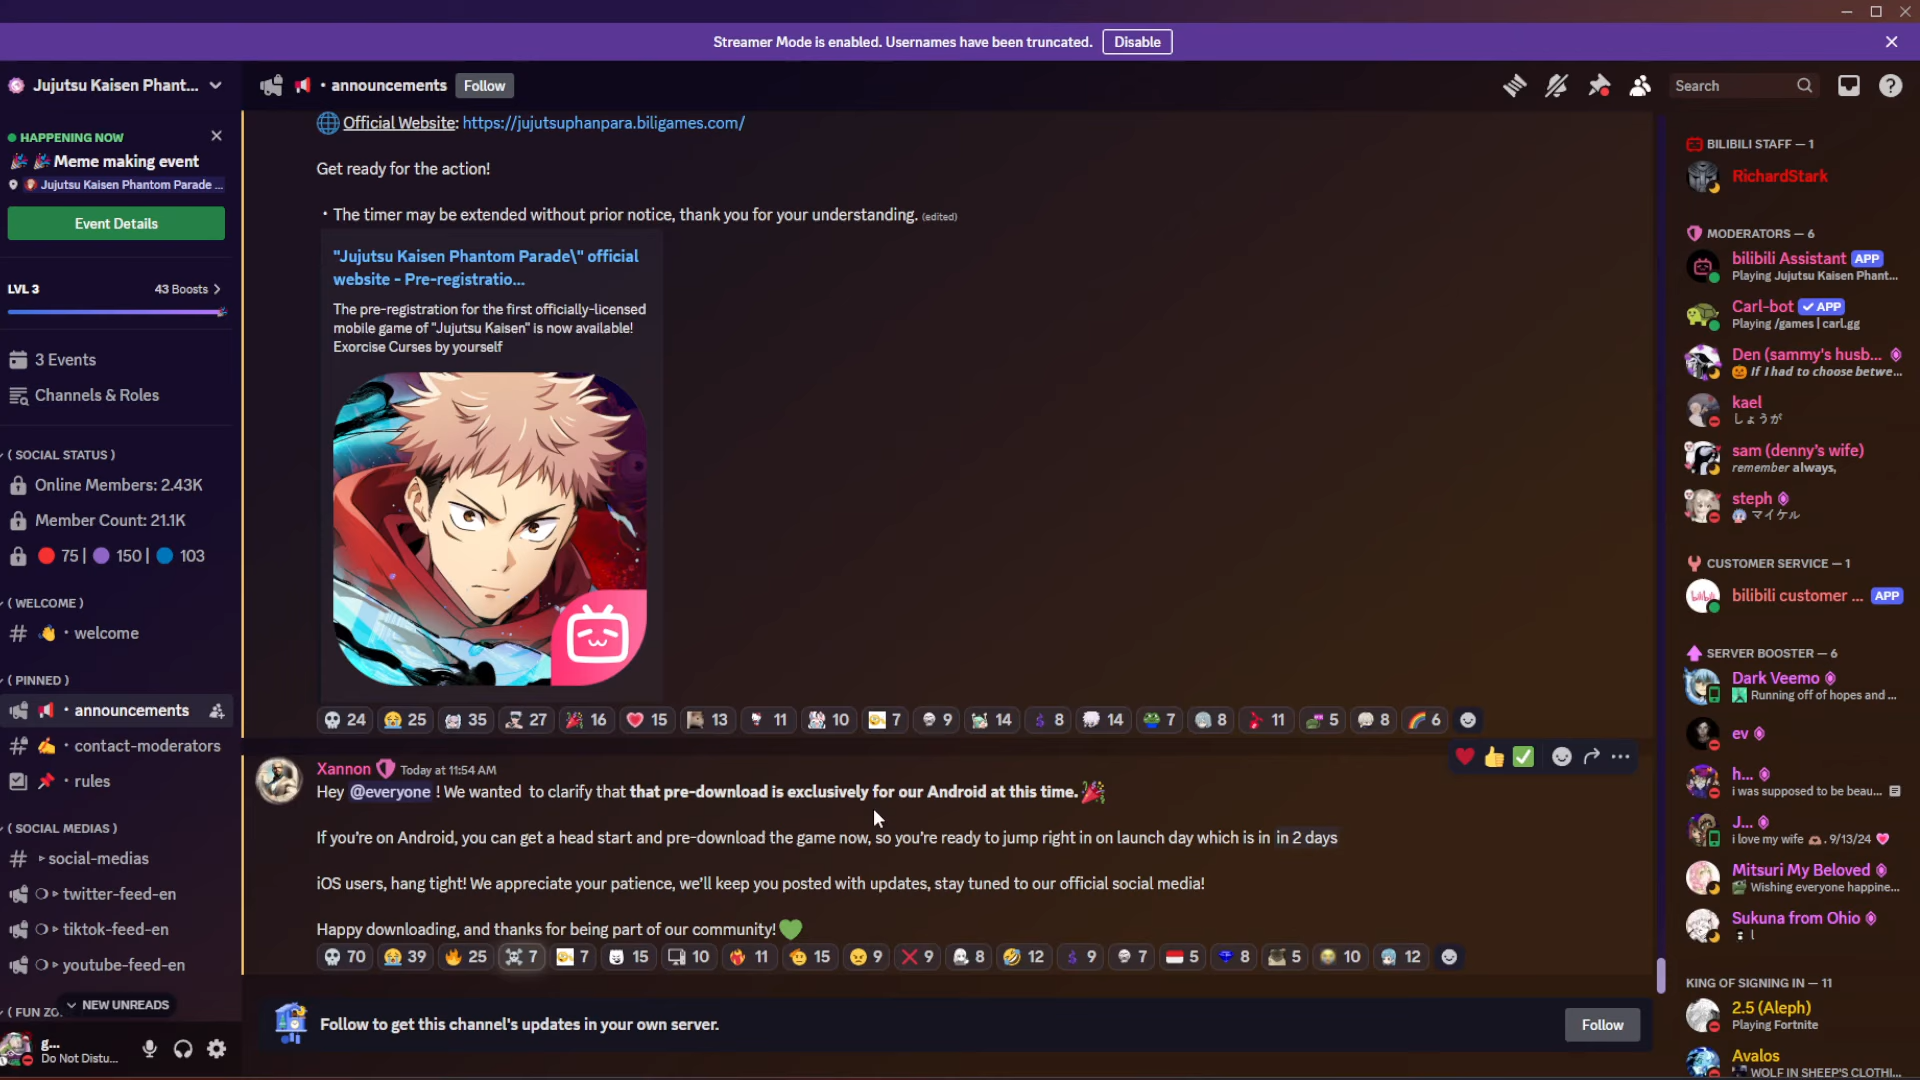 Streamer Mode is enabled. Usernames have been truncated. Disable
Jujutsu Kaisen Phant...
HAPPENING NOW
Meme making event
Jujutsu Kaisen Phantom Parade ...
Event Details
LVL 3 43 Boosts >
3 Events
Channels & Roles
( SOCIAL STATUS )
Online Members: 2.43K
Member Count: 21.1K
75 | 150 | 103
( WELCOME )
# • welcome
( PINNED )
• announcements
• contact-moderators
• rules
( SOCIAL MEDIAS )
# ▸social-medias
❍▸twitter-feed-en
❍▸tiktok-feed-en
❍▸youtube-feed-en
NEW UNREADS
( FUN ZO
g...
Do Not Distu...
• announcements Follow
Search
Official Website: https://jujutsuphanpara.biligames.com/
Get ready for the action!
• The timer may be extended without prior notice, thank you for your understanding. (edited)
"Jujutsu Kaisen Phantom Parade\" official
website - Pre-registratio...
The pre-registration for the first officially-licensed
mobile game of "Jujutsu Kaisen" is now available!
Exorcise Curses by yourself
24 25 35 27 16 15 13 11 10 7 9 14 8 14 7 8 11 5 8 6
Xannon Today at 11:54 AM
Hey @everyone ! We wanted to clarify that that pre-download is exclusively for our Android at this time.
If you're on Android, you can get a head start and pre-download the game now, so you're ready to jump right in on launch day which is in in 2 days
iOS users, hang tight! We appreciate your patience, we'll keep you posted with updates, stay tuned to our official social media!
Happy downloading, and thanks for being part of our community!
70 39 25 7 7 15 10 11 15 9 9 8 12 9 7 5 8 5 10 12
Follow to get this channel's updates in your own server. Follow
BILIBILI STAFF — 1
RichardStark
MODERATORS — 6
bilibili Assistant APP
Playing Jujutsu Kaisen Phant...
Carl-bot ✓ APP
Playing /games | carl.gg
Den (sammy's husb...
If I had to choose betwe...
kael
しょうが
sam (denny's wife)
remember always,
steph
マイケル
CUSTOMER SERVICE — 1
bilibili customer ... APP
SERVER BOOSTER — 6
Dark Veemo
Running off of hopes and ...
ev
h...
i was supposed to be beau...
J...
i love my wife . 9/13/24
Mitsuri My Beloved
Wishing everyone happine...
Sukuna from Ohio
KING OF SIGNING IN — 11
2.5 (Aleph)
Playing Fortnite
Avalos
WOLF IN SHEEP'S CLOTHI...